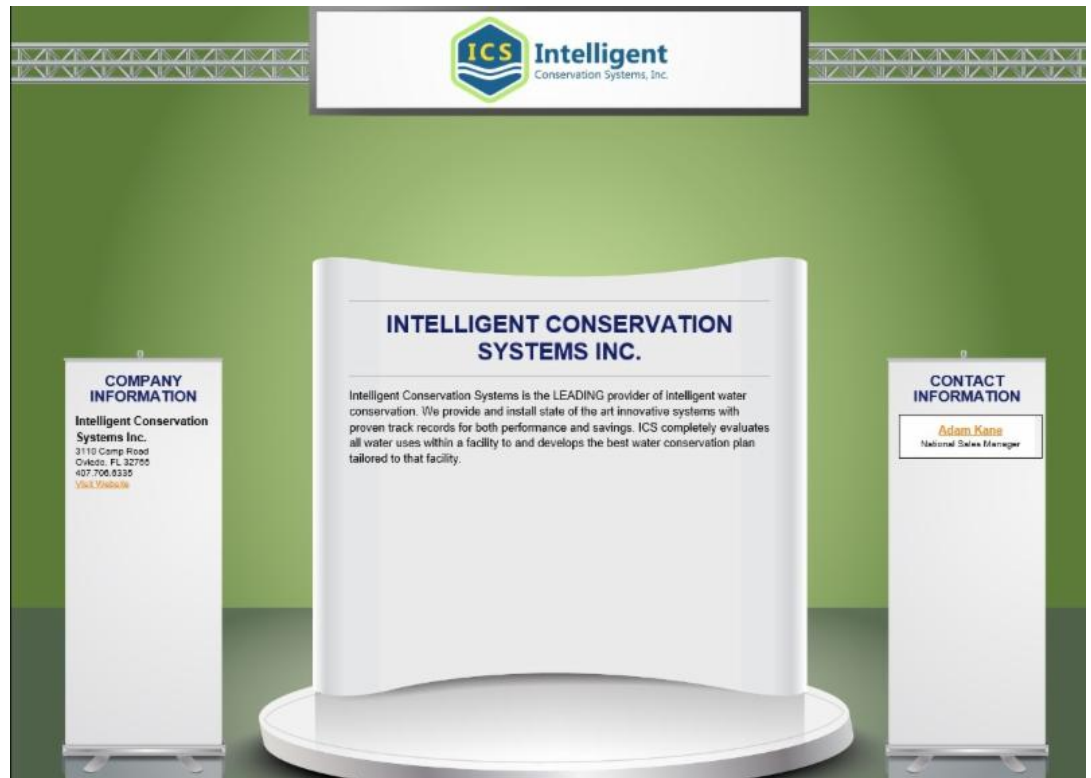 ICS Intelligent
Conservation Systems, Inc.
INTELLIGENT CONSERVATION
SYSTEMS INC.
Intelligent Conservation Systems is the LEADING provider of intelligent water
conservation. We provide and install state of the art innovative systems with
proven track records for both performance and savings. ICS completely evaluates
all water uses within a facility to and develops the best water conservation plan
tailored to that facility.
COMPANY
INFORMATION
Intelligent Conservation
Systems Inc.
3110 Camp Road
Oviedo, FL 32765
407.706.6335
Visit Website
CONTACT
INFORMATION
Adam Kane
National Sales Manager